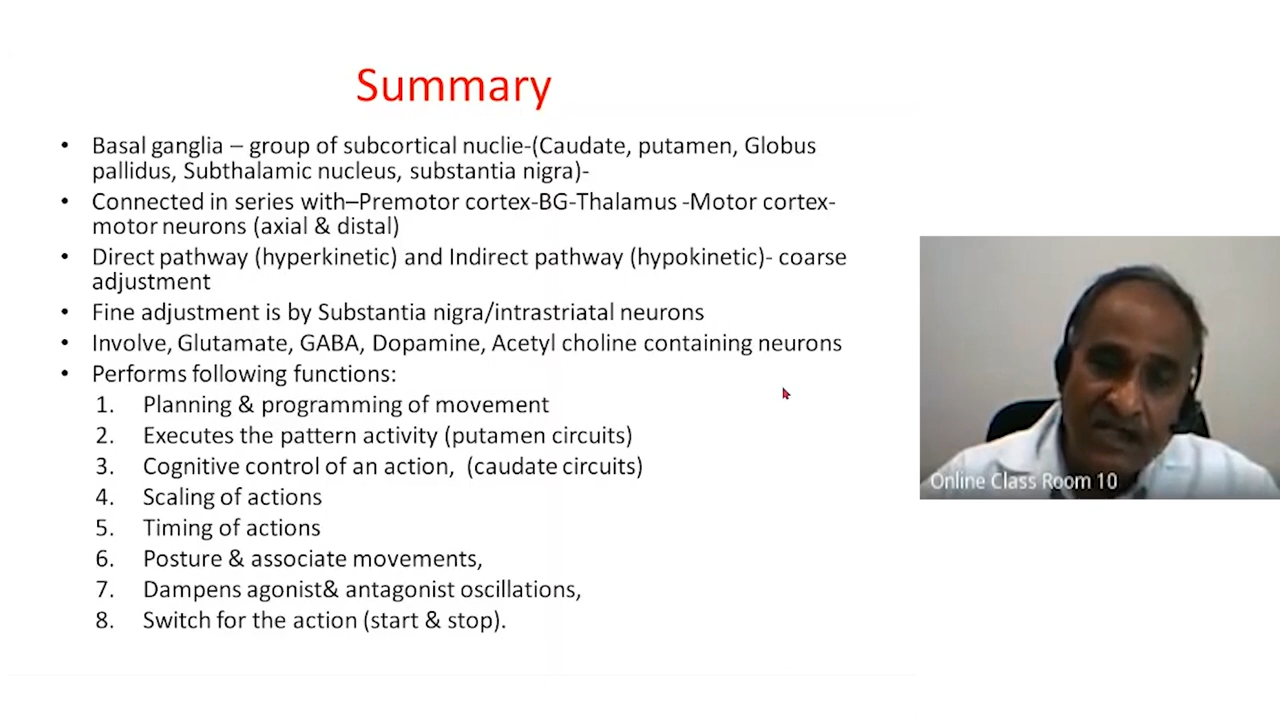 Summary
• Basal ganglia – group of subcortical nuclie-(Caudate, putamen, Globus
pallidus, Subthalamic nucleus, substantia nigra)-
• Connected in series with–Premotor cortex-BG-Thalamus -Motor cortex-
motor neurons (axial & distal)
• Direct pathway (hyperkinetic) and Indirect pathway (hypokinetic)- coarse
adjustment
• Fine adjustment is by Substantia nigra/intrastriatal neurons
• Involve, Glutamate, GABA, Dopamine, Acetyl choline containing neurons
• Performs following functions:
1. Planning & programming of movement
2. Executes the pattern activity (putamen circuits)
3. Cognitive control of an action, (caudate circuits)
4. Scaling of actions
5. Timing of actions
6. Posture & associate movements,
7. Dampens agonist& antagonist oscillations,
8. Switch for the action (start & stop).
Online Class Room 10